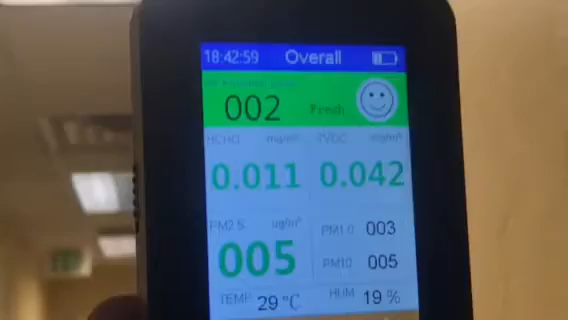 18:42:59 Overall
002 Fresh
HCHO mg/m³ TVOC mg/m³
0.011 0.042
PM2.5 ug/m³ PM1.0 003
005 PM10 005
TEMP 29 °C HUM 19 %